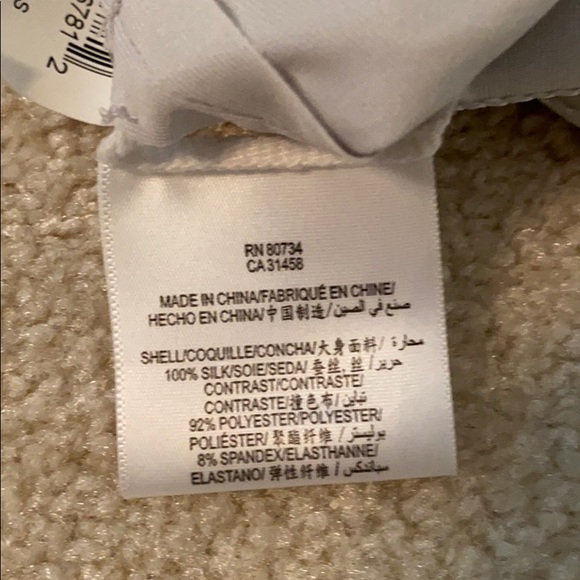 6781 2
S
RN 80734
CA 31458
MADE IN CHINA/FABRIQUÉ EN CHINE/
HECHO EN CHINA/中国制造/صنع في الصين
SHELL/COQUILLE/CONCHA/大身面料/ محارة
100% SILK/SOIE/SEDA/ 蚕丝, 丝/ حرير
CONTRAST/CONTRASTE/
CONTRASTE/撞色布/ تباين
92% POLYESTER/POLYESTER/
POLIÉSTER/ 聚酯纤维 / بوليستر
8% SPANDEX/ELASTHANNE/
ELASTANO/ 弹性纤维/ سباندكس